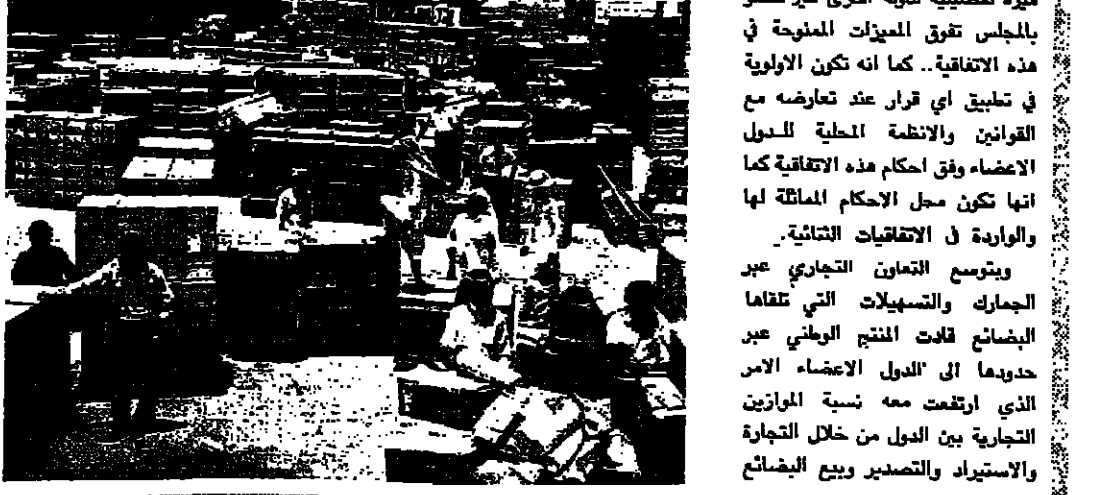 بالمجلس تفوق المميزات الممنوحة في
هذه الاتفاقية.. كما انه تكون الاولوية
في تطبيق اي قرار عند تعارضه مع
القوانين والانظمة المحلية للدول
الاعضاء وفق احكام هذه الاتفاقية كما
انها تكون محل الاحكام المماثلة لها
والواردة في الاتفاقيات الثنائية.
ويتوسع التعاون التجاري عبر
الجمارك والتسهيلات التي تلقاها
البضائع قادت المنتج الوطني عبر
حدودها الى الدول الاعضاء الامر
الذي ارتفعت معه نسبة الموازين
التجارية بين الدول من خلال التجارة
والاستيراد والتصدير وبيع البضائع